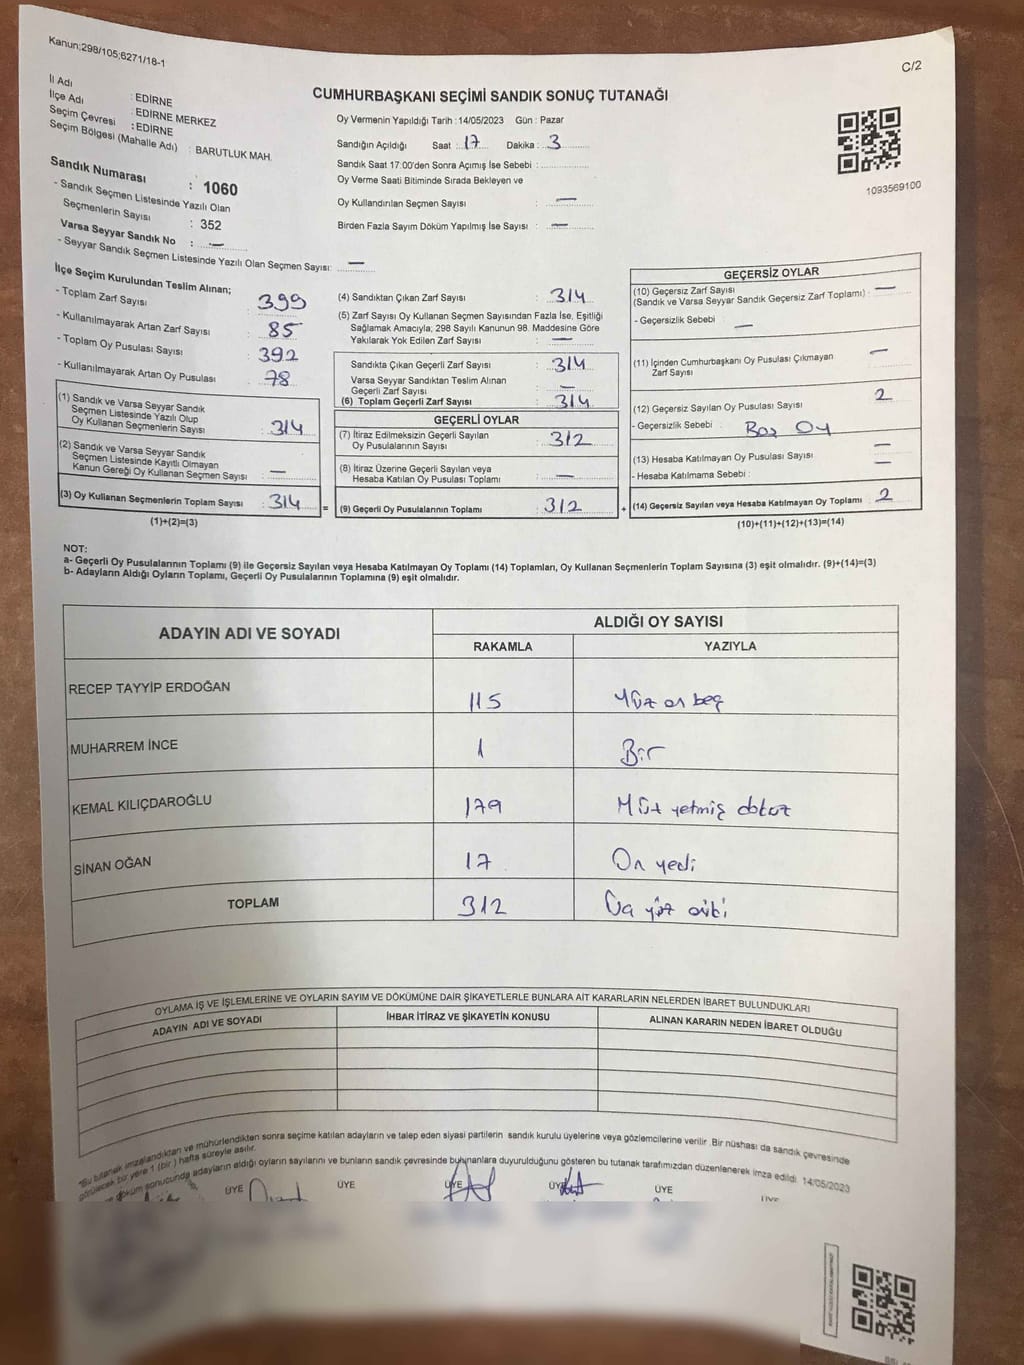 Kanun;298/105;6271/18-1
C/2
CUMHURBAŞKANI SEÇİMİ SANDIK SONUÇ TUTANAĞI
İl Adı : EDİRNE
İlçe Adı : EDİRNE MERKEZ
Seçim Çevresi : EDİRNE
Seçim Bölgesi (Mahalle Adı) : BARUTLUK MAH.
Sandık Numarası : 1060
- Sandık Seçmen Listesinde Yazılı Olan
Seçmenlerin Sayısı : 352
Varsa Seyyar Sandık No : —
- Seyyar Sandık Seçmen Listesinde Yazılı Olan Seçmen Sayısı: —
Oy Vermenin Yapıldığı Tarih :14/05/2023 Gün : Pazar
Sandığın Açıldığı Saat : 17 Dakika : 3
Sandık Saat 17:00'den Sonra Açımış İse Sebebi :
Oy Verme Saati Bitiminde Sırada Bekleyen ve
Oy Kullandırılan Seçmen Sayısı : —
Birden Fazla Sayım Döküm Yapılmış İse Sayısı : —
1093569100
İlçe Seçim Kurulundan Teslim Alınan;
- Toplam Zarf Sayısı : 399
- Kullanılmayarak Artan Zarf Sayısı : 85
- Toplam Oy Pusulası Sayısı : 392
- Kullanılmayarak Artan Oy Pusulası : 78
(1) Sandık ve Varsa Seyyar Sandık
Seçmen Listesinde Yazılı Olup
Oy Kullanan Seçmenlerin Sayısı : 314
(2) Sandık ve Varsa Seyyar Sandık
Seçmen Listesinde Kayıtlı Olmayan
Kanun Gereği Oy Kullanan Seçmen Sayısı : —
(3) Oy Kullanan Seçmenlerin Toplam Sayısı : 314 =
(1)+(2)=(3)
(4) Sandıktan Çıkan Zarf Sayısı : 314
(5) Zarf Sayısı Oy Kullanan Seçmen Sayısından Fazla İse, Eşitliği
Sağlamak Amacıyla; 298 Sayılı Kanunun 98. Maddesine Göre
Yakılarak Yok Edilen Zarf Sayısı : —
Sandıkta Çıkan Geçerli Zarf Sayısı : 314
Varsa Seyyar Sandıktan Teslim Alınan
Geçerli Zarf Sayısı : —
(6) Toplam Geçerli Zarf Sayısı : 314
GEÇERLİ OYLAR
(7) İtiraz Edilmeksizin Geçerli Sayılan
Oy Pusulalarının Sayısı : 312
(8) İtiraz Üzerine Geçerli Sayılan veya
Hesaba Katılan Oy Pusulası Toplamı : —
(9) Geçerli Oy Pusulalarının Toplamı : 312 +
GEÇERSİZ OYLAR
(10) Geçersiz Zarf Sayısı
(Sandık ve Varsa Seyyar Sandık Geçersiz Zarf Toplamı) : —
- Geçersizlik Sebebi : —
(11) İçinden Cumhurbaşkanı Oy Pusulası Çıkmayan
Zarf Sayısı : —
(12) Geçersiz Sayılan Oy Pusulası Sayısı : 2
- Geçersizlik Sebebi : Boş Oy
(13) Hesaba Katılmayan Oy Pusulası Sayısı : —
- Hesaba Katılmama Sebebi : —
(14) Geçersiz Sayılan veya Hesaba Katılmayan Oy Toplamı : 2
(10)+(11)+(12)+(13)=(14)
NOT:
a- Geçerli Oy Pusulalarının Toplamı (9) ile Geçersiz Sayılan veya Hesaba Katılmayan Oy Toplamı (14) Toplamları, Oy Kullanan Seçmenlerin Toplam Sayısına (3) eşit olmalıdır. (9)+(14)=(3)
b- Adayların Aldığı Oyların Toplamı, Geçerli Oy Pusulalarının Toplamına (9) eşit olmalıdır.
ADAYIN ADI VE SOYADI ALDIĞI OY SAYISI
RAKAMLA YAZIYLA
RECEP TAYYİP ERDOĞAN 115 Yüz on beş
MUHARREM İNCE 1 Bir
KEMAL KILIÇDAROĞLU 179 Yüz yetmiş dokuz
SİNAN OĞAN 17 On yedi
TOPLAM 312 Üç yüz oniki
OYLAMA İŞ VE İŞLEMLERİNE VE OYLARIN SAYIM VE DÖKÜMÜNE DAİR ŞİKAYETLERLE BUNLARA AİT KARARLARIN NELERDEN İBARET BULUNDUKLARI
ADAYIN ADI VE SOYADI İHBAR İTİRAZ VE ŞİKAYETİN KONUSU ALINAN KARARIN NEDEN İBARET OLDUĞU
"Bu tutanak imzalandıktan ve mühürlendikten sonra seçime katılan adayların ve talep eden siyasi partilerin sandık kurulu üyelerine veya gözlemcilerine verilir. Bir nüshası da sandık çevresinde
görülecek bir yere 1 (bir) hafta süreyle asılır.
döküm sonucunda adayların aldığı oyların sayılarını ve bunların sandık çevresinde bulunanlara duyurulduğunu gösteren bu tutanak tarafımızdan düzenlenerek imza edildi. 14/05/2023
ÜYE ÜYE ÜYE ÜYE ÜYE ÜYE